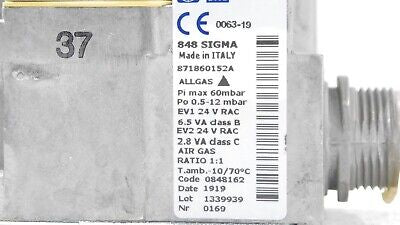 37
CE 0063-19
848 SIGMA
Made in ITALY
871860152A
ALLGAS
Pi max 60mbar
Po 0.5-12 mbar
EV1 24 V RAC
6.5 VA class B
EV2 24 V RAC
2.8 VA class C
AIR GAS
RATIO 1:1
T.amb.-10/70°C
Code 0848162
Date 1919
Lot 1339939
Nr 0169